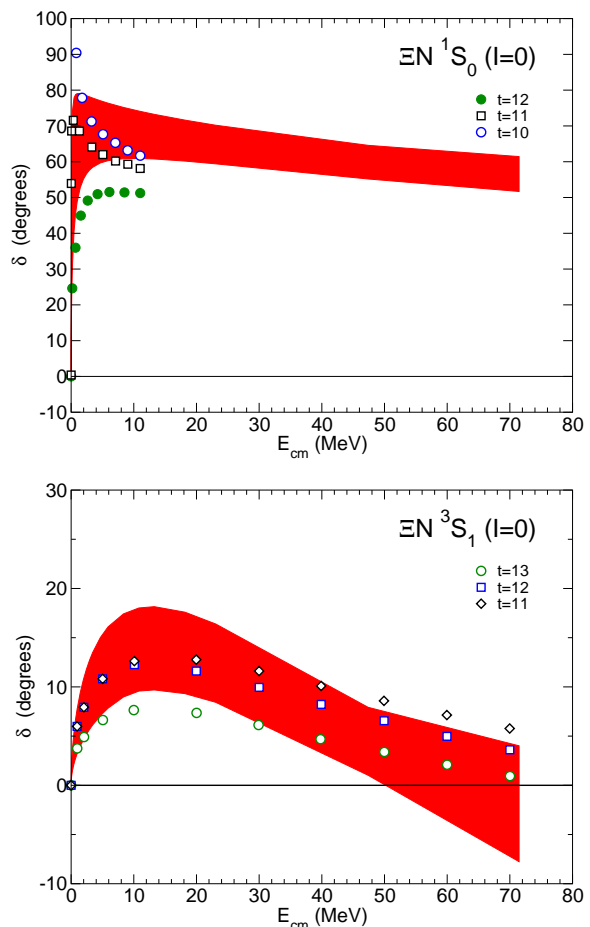 100
90
80
70
60
50
40
30
20
10
0
-10
δ (degrees)
ΞN ¹S₀ (I=0)
t=12
t=11
t=10
0 10 20 30 40 50 60 70 80
E_cm (MeV)
30
20
10
0
-10
δ (degrees)
ΞN ³S₁ (I=0)
t=13
t=12
t=11
0 10 20 30 40 50 60 70 80
E_cm (MeV)